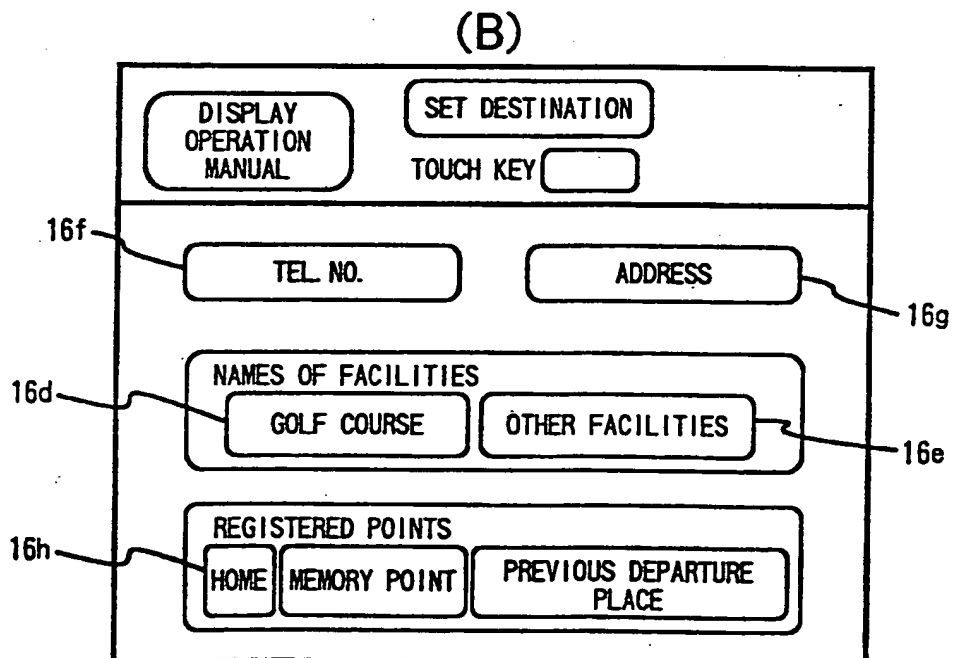 (B)
DISPLAY
OPERATION
MANUAL
SET DESTINATION
TOUCH KEY
16f
TEL. NO.
ADDRESS
16g
NAMES OF FACILITIES
16d
GOLF COURSE
OTHER FACILITIES
16e
REGISTERED POINTS
16h
HOME
MEMORY POINT
PREVIOUS DEPARTURE
PLACE